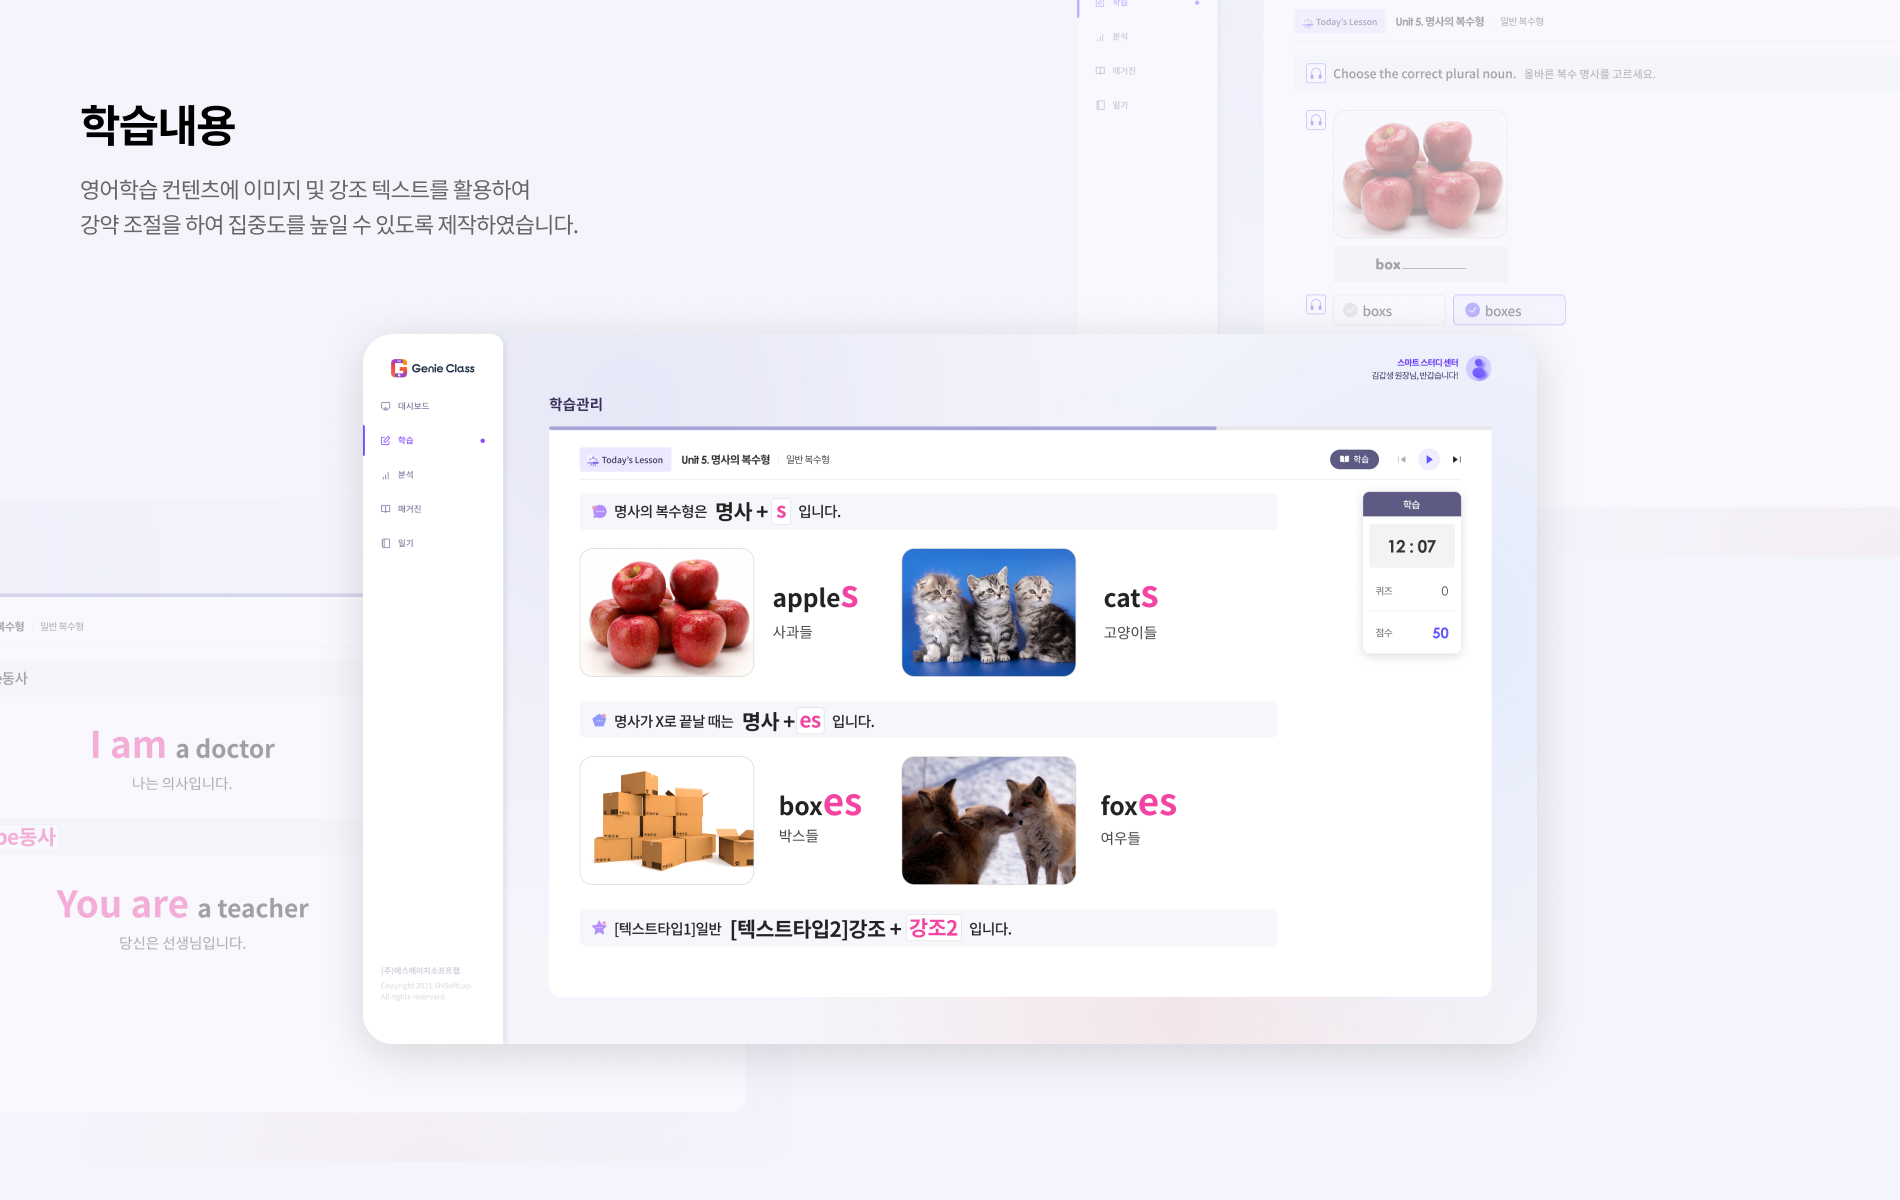 학습내용
영어학습 컨텐츠에 이미지 및 강조 텍스트를 활용하여
강약 조절을 하여 집중도를 높일 수 있도록 제작하였습니다.
학습
분석
매거진
일기
Today's Lesson Unit 5. 명사의 복수형 일반 복수형
Choose the correct plural noun. 올바른 복수 명사를 고르세요.
box
boxs boxes
Genie Class
대시보드
학습
분석
매거진
일기
(주)에스에이치소프트랩
Copyright 2021 SHSoftLap.
All rights reserverd.
스마트 스터디 센터
김갑생 원장님, 반갑습니다!
학습관리
Today's Lesson Unit 5. 명사의 복수형 일반 복수형
학습
명사의 복수형은 명사 + s 입니다.
apples
사과들
cats
고양이들
학습
12 : 07
퀴즈 0
점수 50
명사가 X로 끝날 때는 명사 + es 입니다.
boxes
박스들
foxes
여우들
[텍스트타입1]일반 [텍스트타입2]강조 + 강조2 입니다.
복수형 일반 복수형
동사
I am a doctor
나는 의사입니다.
be동사
You are a teacher
당신은 선생님입니다.